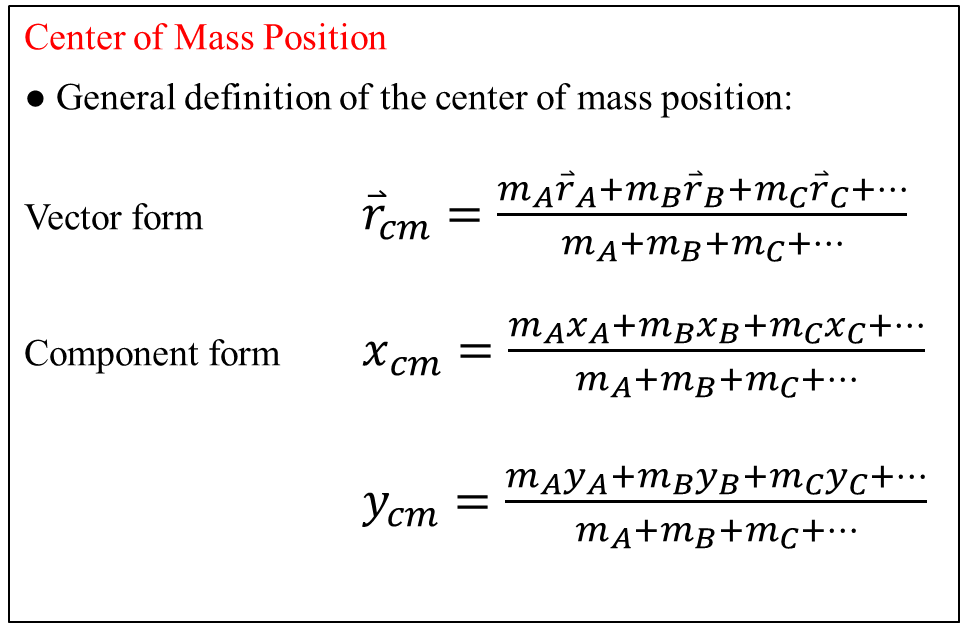 Center of Mass Position
● General definition of the center of mass position:
Vector form $\vec{r}_{cm} = \frac{m_A\vec{r}_A+m_B\vec{r}_B+m_C\vec{r}_C+\cdots}{m_A+m_B+m_C+\cdots}$
Component form $x_{cm} = \frac{m_A x_A+m_B x_B+m_C x_C+\cdots}{m_A+m_B+m_C+\cdots}$
$y_{cm} = \frac{m_A y_A+m_B y_B+m_C y_C+\cdots}{m_A+m_B+m_C+\cdots}$